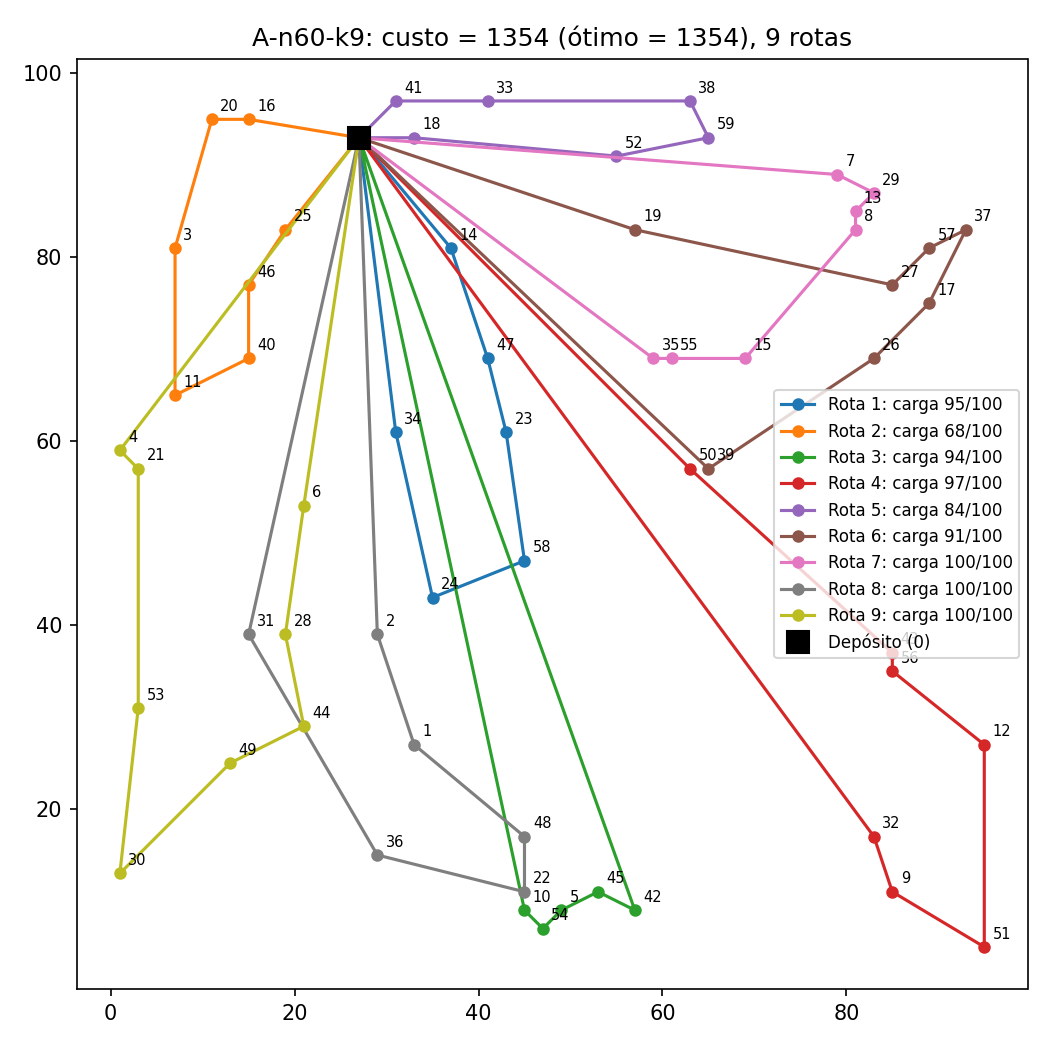 A-n60-k9: custo = 1354 (ótimo = 1354), 9 rotas
100
80
60
40
20
0 20 40 60 80
41 33 38
20 16
18 59
52
7
29
13
8
19 37
25
3 14 57
46 27
17
40 47 35 55 15
26
11
34 23
4
21 50 39
6
58
24
31 28 2
56
53 44
49 1 12
48 32
36
30 22 45 9
10 5 42
54
51
Rota 1: carga 95/100
Rota 2: carga 68/100
Rota 3: carga 94/100
Rota 4: carga 97/100
Rota 5: carga 84/100
Rota 6: carga 91/100
Rota 7: carga 100/100
Rota 8: carga 100/100
Rota 9: carga 100/100
Depósito (0)